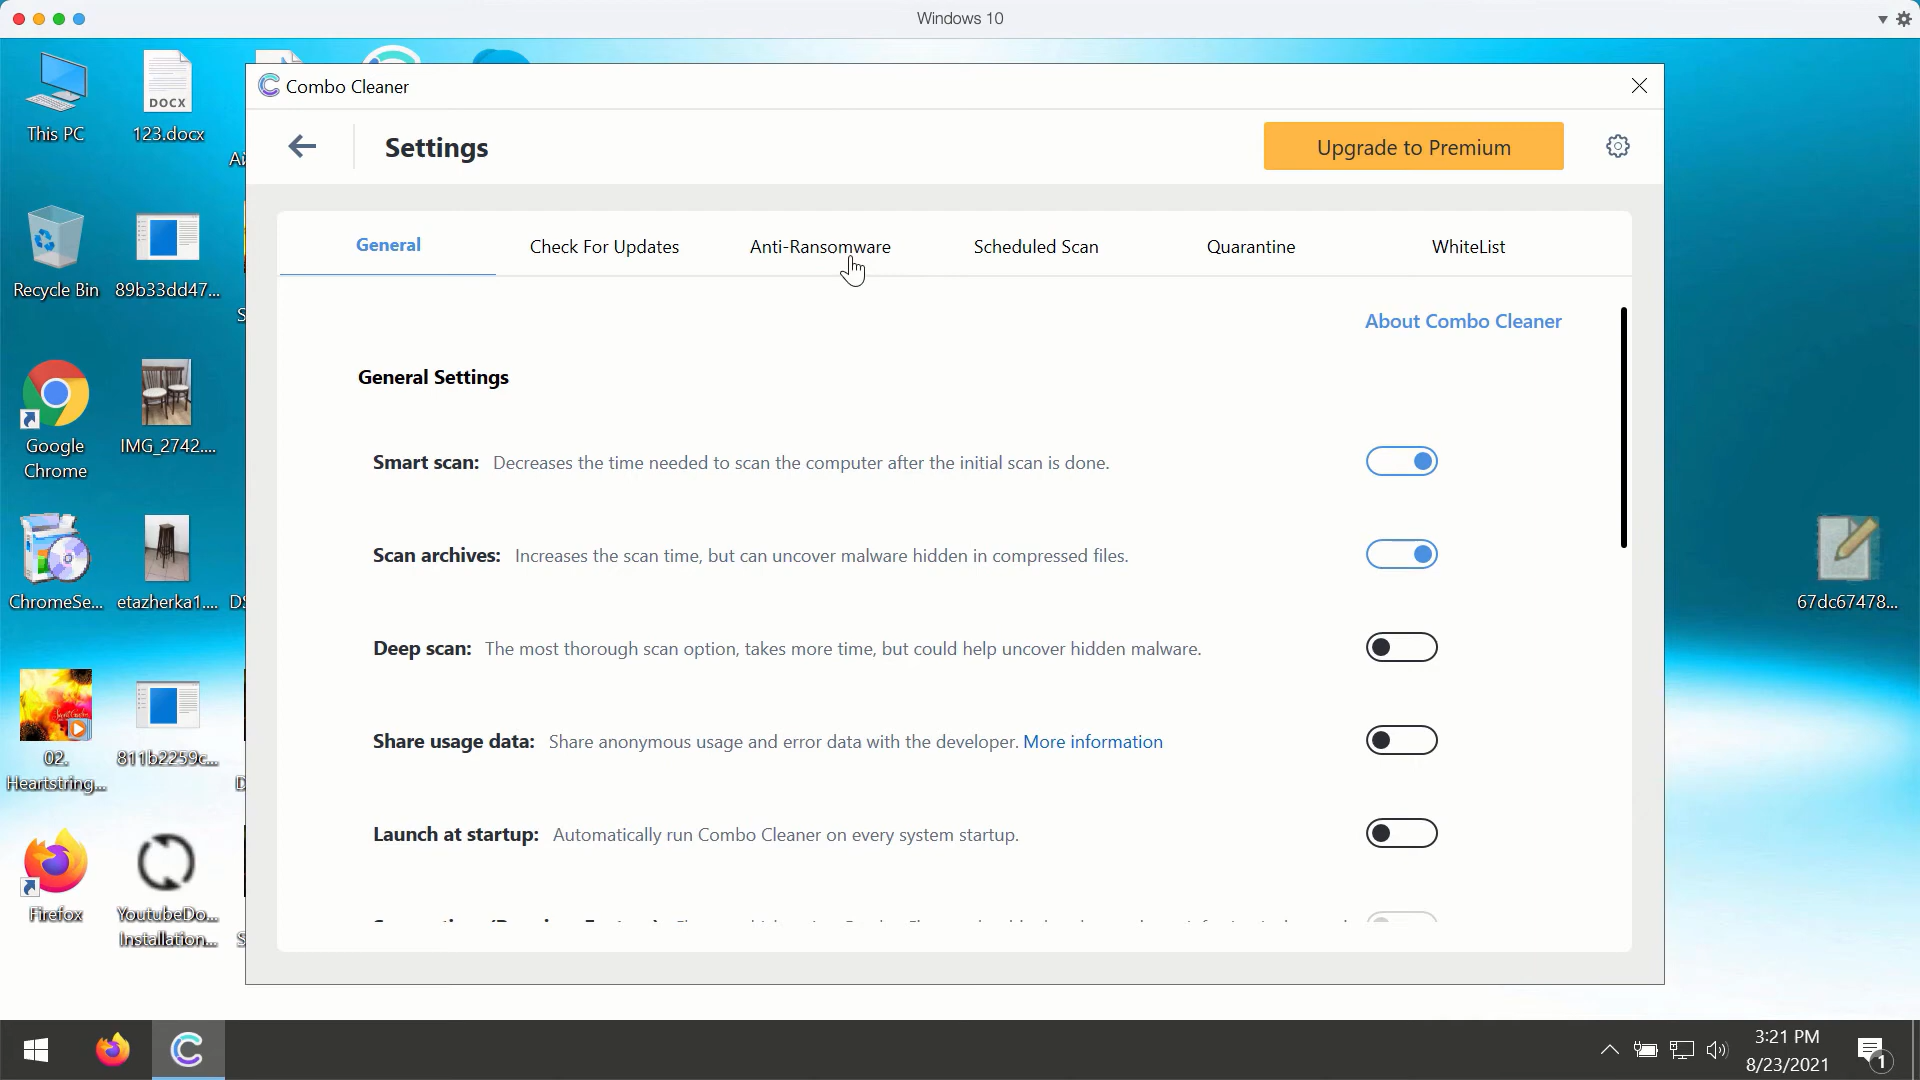 Windows 10
This PC
123.docx
DOCX
Recycle Bin
89b33dd47...
Google
Chrome
IMG_2742....
ChromeSe...
etazherka1....
02.
Heartstring...
811b2259c...
Firefox
YoutubeDo...
Installation...
Combo Cleaner
Settings
Upgrade to Premium
General
Check For Updates
Anti-Ransomware
Scheduled Scan
Quarantine
WhiteList
About Combo Cleaner
General Settings
Smart scan: Decreases the time needed to scan the computer after the initial scan is done.
Scan archives: Increases the scan time, but can uncover malware hidden in compressed files.
Deep scan: The most thorough scan option, takes more time, but could help uncover hidden malware.
Share usage data: Share anonymous usage and error data with the developer. More information
Launch at startup: Automatically run Combo Cleaner on every system startup.
67dc67478...
3:21 PM
8/23/2021
1